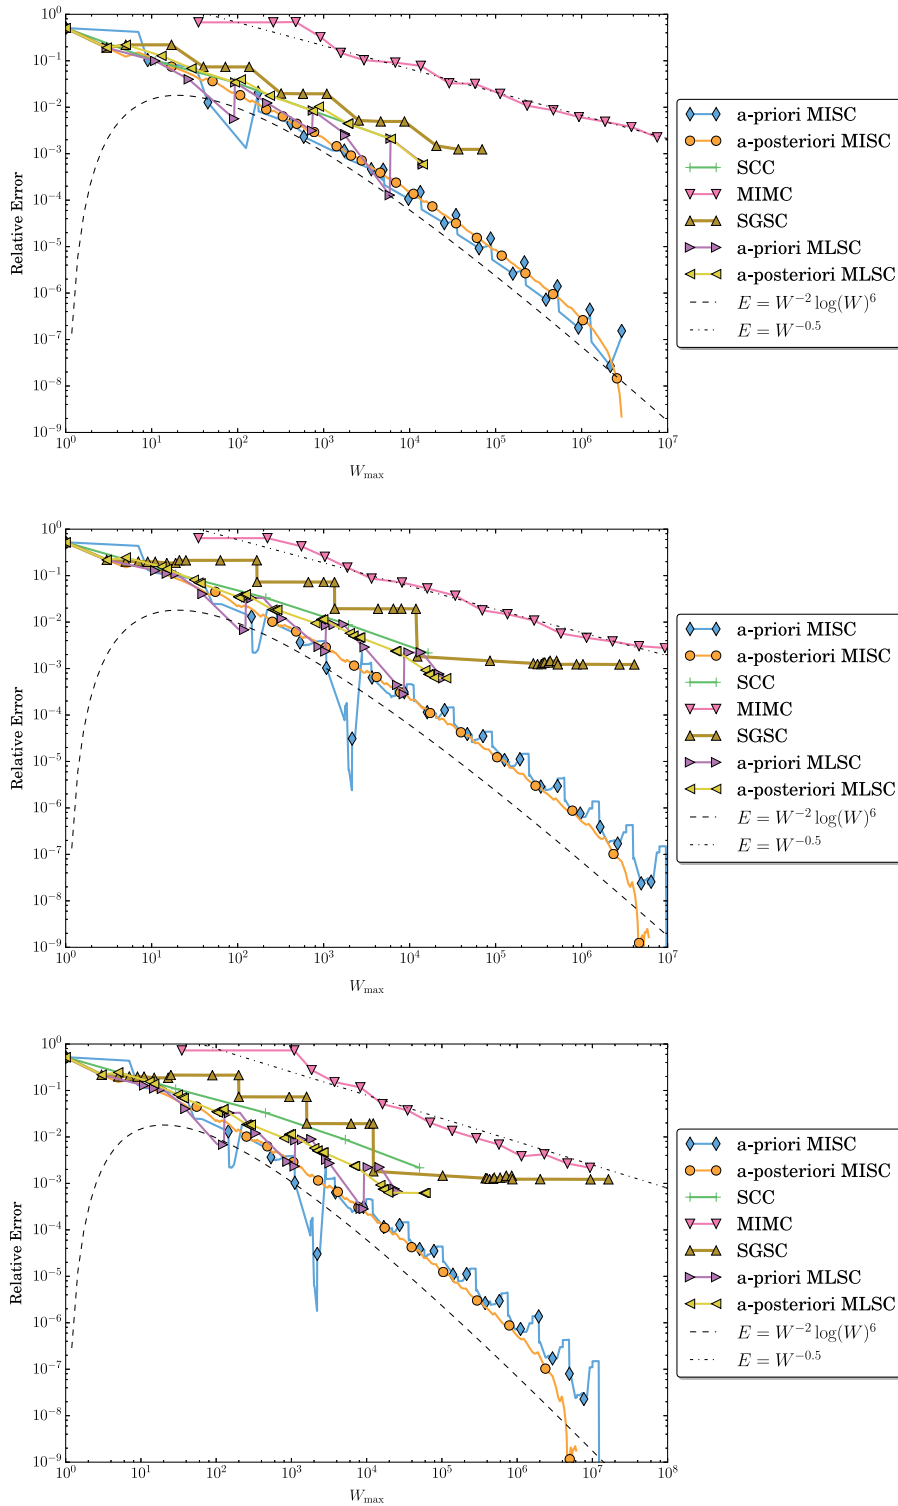 10^0
10^-1
10^-2
10^-3
10^-4
10^-5
10^-6
10^-7
10^-8
10^-9
Relative Error
10^0 10^1 10^2 10^3 10^4 10^5 10^6 10^7
W_max
a-priori MISC
a-posteriori MISC
SCC
MIMC
SGSC
a-priori MLSC
a-posteriori MLSC
E = W^-2 log(W)^6
E = W^-0.5
10^0
10^-1
10^-2
10^-3
10^-4
10^-5
10^-6
10^-7
10^-8
10^-9
Relative Error
10^0 10^1 10^2 10^3 10^4 10^5 10^6 10^7
W_max
a-priori MISC
a-posteriori MISC
SCC
MIMC
SGSC
a-priori MLSC
a-posteriori MLSC
E = W^-2 log(W)^6
E = W^-0.5
10^0
10^-1
10^-2
10^-3
10^-4
10^-5
10^-6
10^-7
10^-8
10^-9
Relative Error
10^0 10^1 10^2 10^3 10^4 10^5 10^6 10^7 10^8
W_max
a-priori MISC
a-posteriori MISC
SCC
MIMC
SGSC
a-priori MLSC
a-posteriori MLSC
E = W^-2 log(W)^6
E = W^-0.5